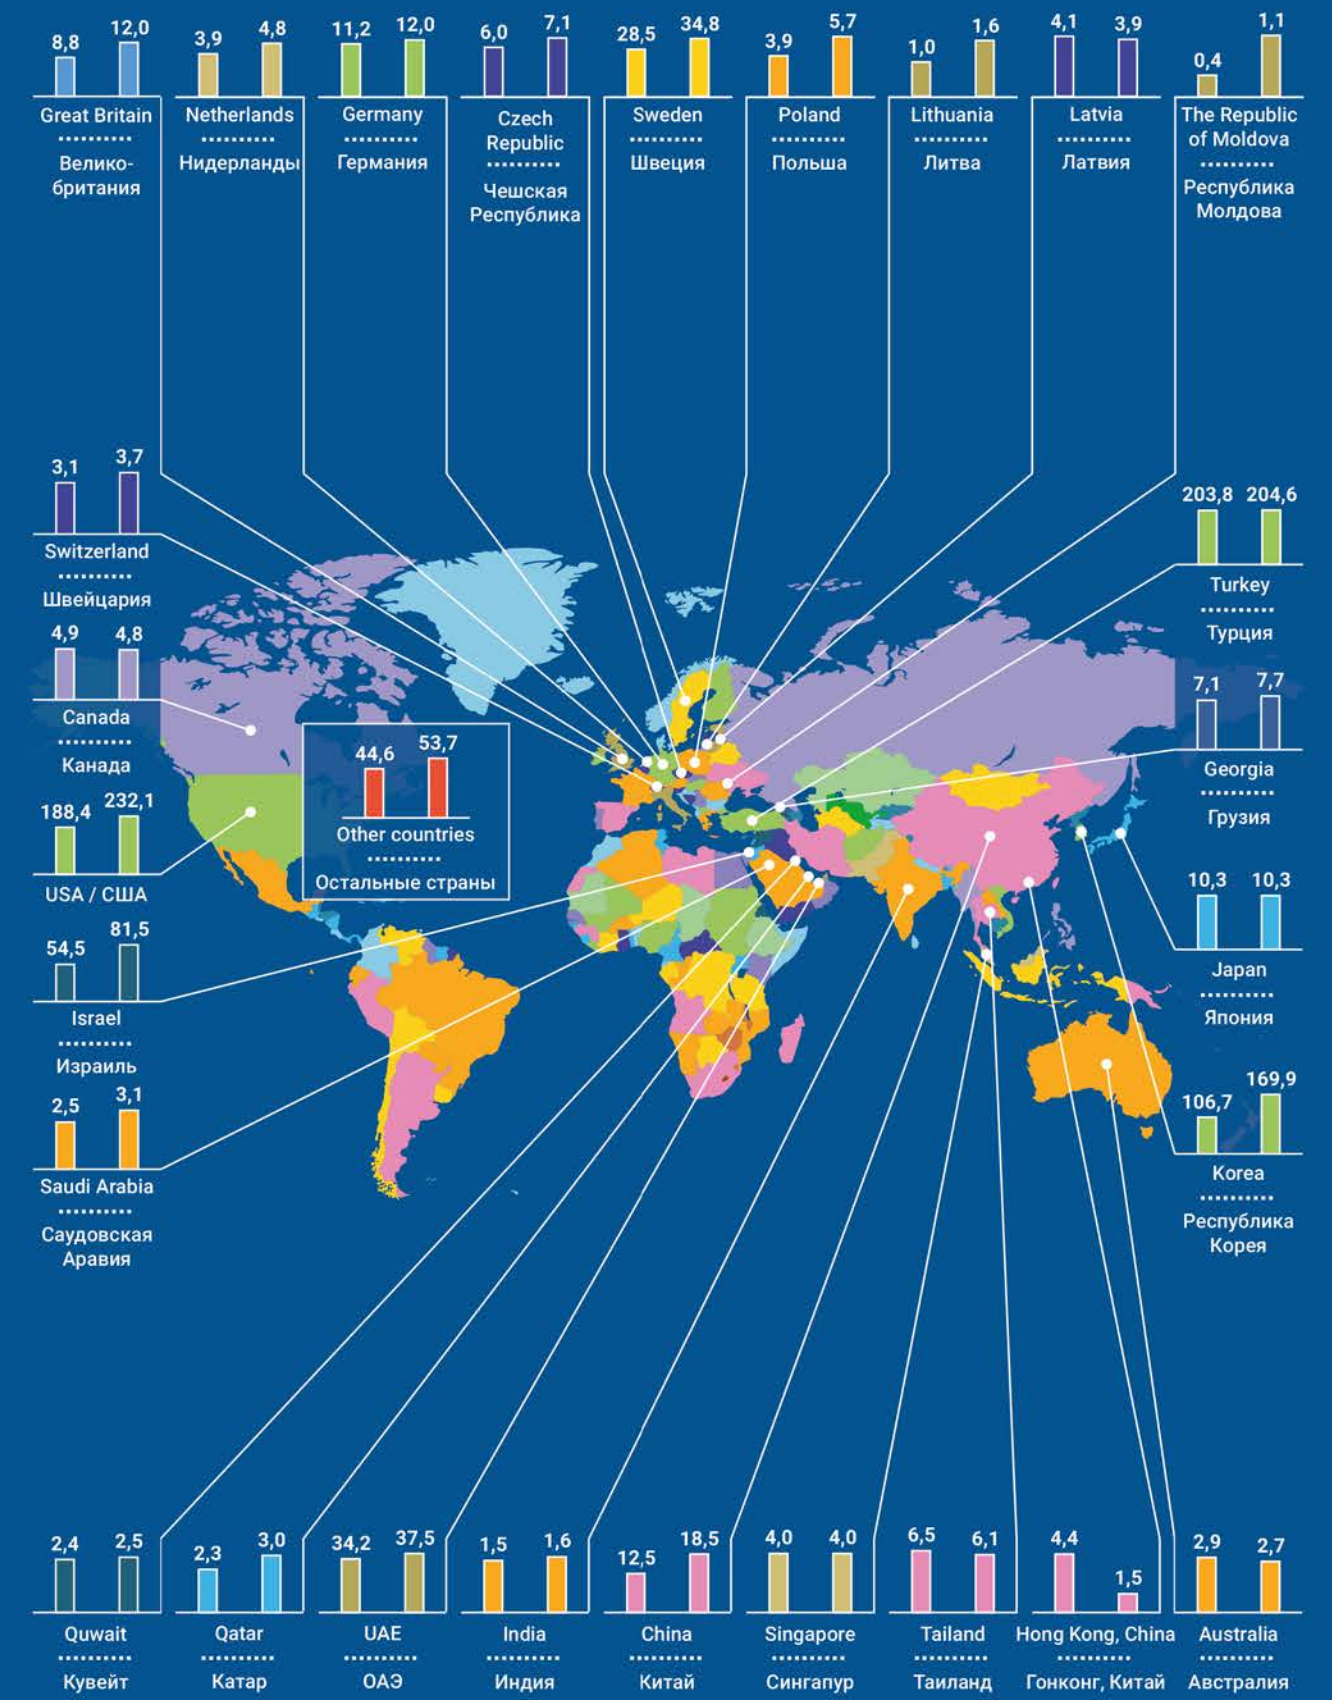 8,8 12,0
Great Britain
Велико-
британия
3,9 4,8
Netherlands
Нидерланды
11,2 12,0
Germany
Германия
6,0 7,1
Czech
Republic
Чешская
Республика
28,5 34,8
Sweden
Швеция
3,9 5,7
Poland
Польша
1,0 1,6
Lithuania
Литва
4,1 3,9
Latvia
Латвия
0,4 1,1
The Republic
of Moldova
Республика
Молдова
3,1 3,7
Switzerland
Швейцария
4,9 4,8
Canada
Канада
188,4 232,1
USA / США
54,5 81,5
Israel
Израиль
2,5 3,1
Saudi Arabia
Саудовская
Аравия
44,6 53,7
Other countries
Остальные страны
203,8 204,6
Turkey
Турция
7,1 7,7
Georgia
Грузия
10,3 10,3
Japan
Япония
106,7 169,9
Korea
Республика
Корея
2,4 2,5
Quwait
Кувейт
2,3 3,0
Qatar
Катар
34,2 37,5
UAE
ОАЭ
1,5 1,6
India
Индия
12,5 18,5
China
Китай
4,0 4,0
Singapore
Сингапур
6,5 6,1
Tailand
Таиланд
4,4 1,5
Hong Kong, China
Гонконг, Китай
2,9 2,7
Australia
Австралия